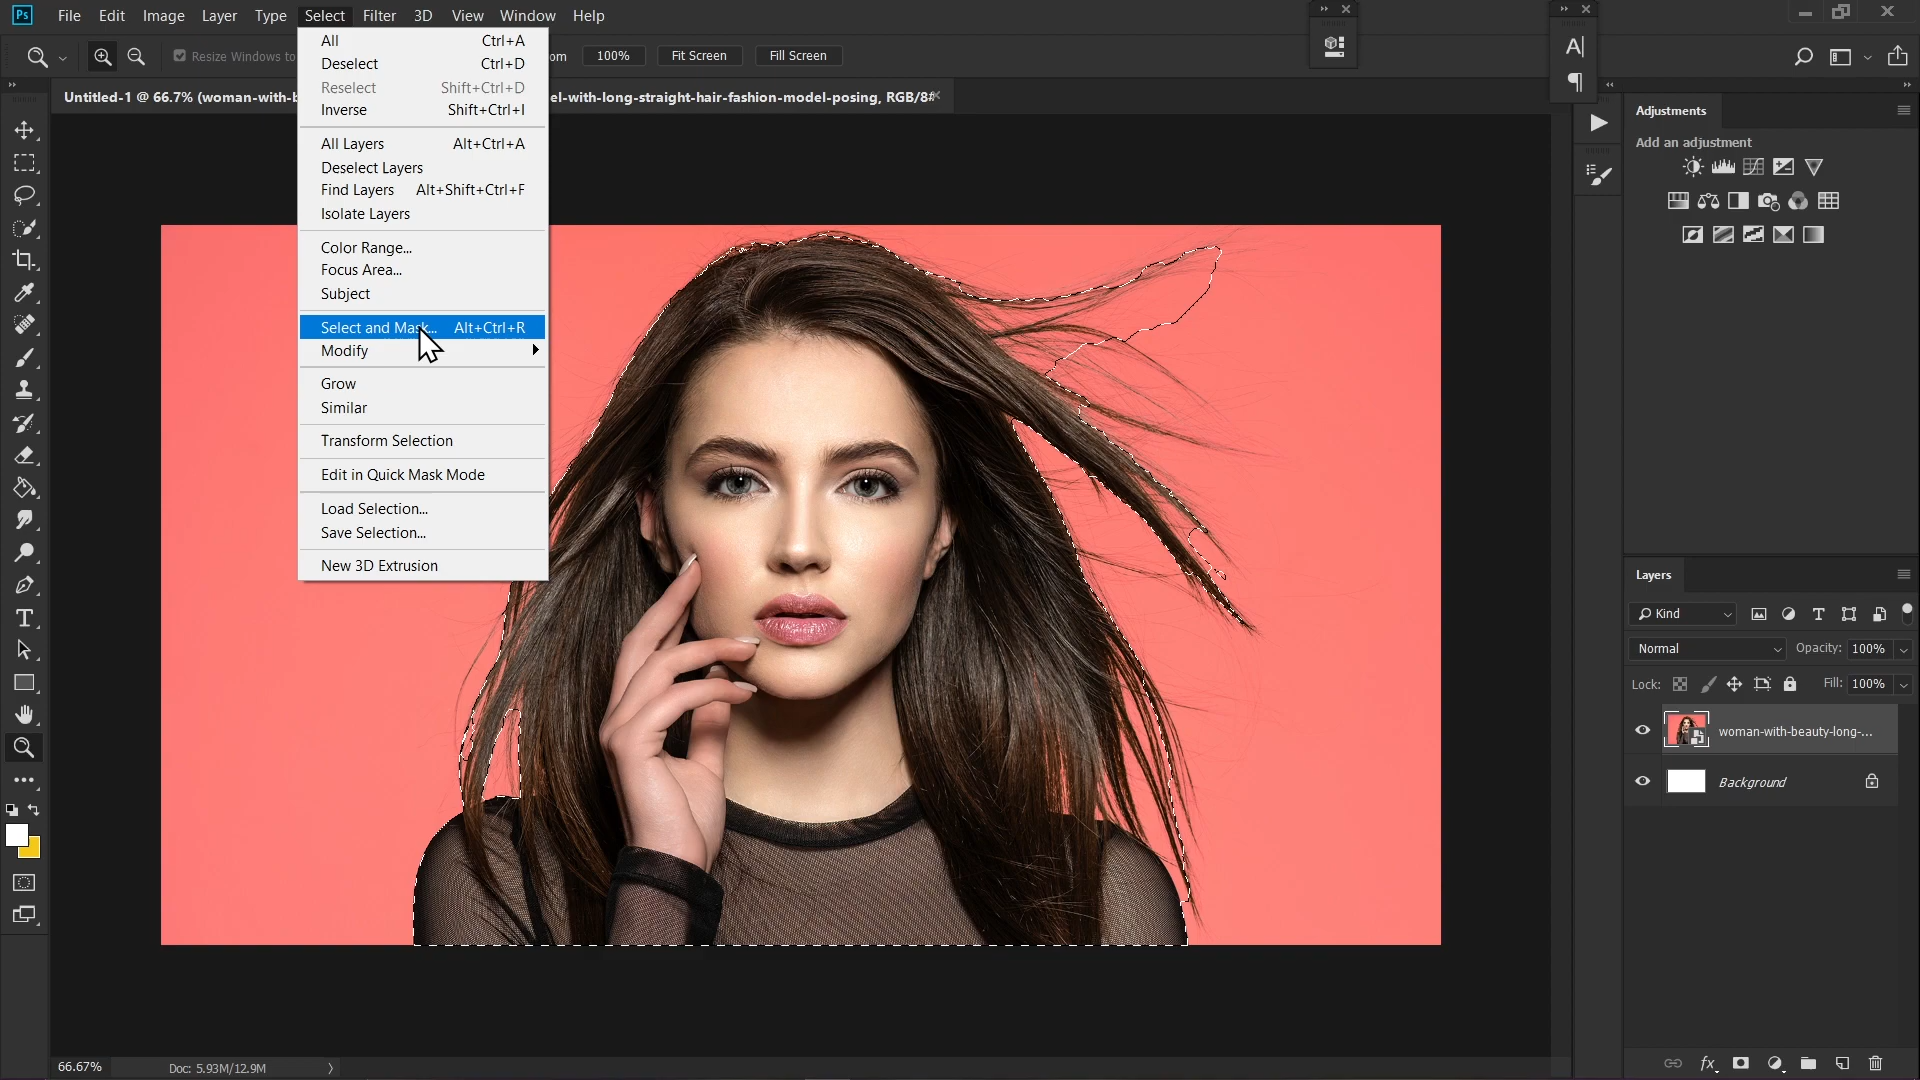 Ps File Edit Image Layer Type Select Filter 3D View Window Help
Resize Windows to
om 100% Fit Screen Fill Screen
Untitled-1 @ 66.7% (woman-with-b
el-with-long-straight-hair-fashion-model-posing, RGB/8#
All Ctrl+A
Deselect Ctrl+D
Reselect Shift+Ctrl+D
Inverse Shift+Ctrl+I
All Layers Alt+Ctrl+A
Deselect Layers
Find Layers Alt+Shift+Ctrl+F
Isolate Layers
Color Range...
Focus Area...
Subject
Select and Mask... Alt+Ctrl+R
Modify
Grow
Similar
Transform Selection
Edit in Quick Mask Mode
Load Selection...
Save Selection...
New 3D Extrusion
Adjustments
Add an adjustment
Layers
Kind
Normal Opacity: 100%
Lock: Fill: 100%
woman-with-beauty-long-...
Background
fx
66.67% Doc: 5.93M/12.9M